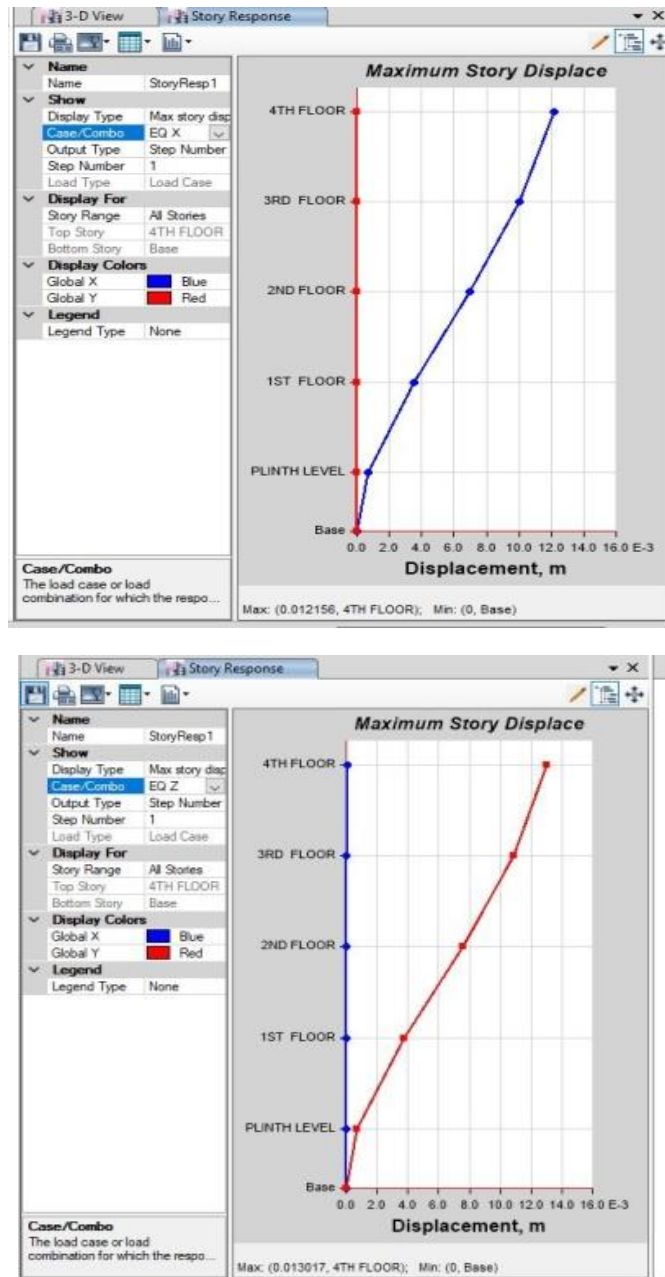 3-D View Story Response
Maximum Story Displace
Name
Name StoryResp1
Show
Display Type Max story disp
Case/Combo EQ X
Output Type Step Number
Step Number 1
Load Type Load Case
Display For
Story Range All Stories
Top Story 4TH FLOOR
Bottom Story Base
Display Colors
Global X Blue
Global Y Red
Legend
Legend Type None
4TH FLOOR
3RD FLOOR
2ND FLOOR
1ST FLOOR
PLINTH LEVEL
Base
0.0 2.0 4.0 6.0 8.0 10.0 12.0 14.0 16.0 E-3
Displacement, m
Case/Combo
The load case or load
combination for which the respo...
Max: (0.012156, 4TH FLOOR); Min: (0, Base)
3-D View Story Response
Maximum Story Displace
Name
Name StoryResp1
Show
Display Type Max story disp
Case/Combo EQ Z
Output Type Step Number
Step Number 1
Load Type Load Case
Display For
Story Range All Stories
Top Story 4TH FLOOR
Bottom Story Base
Display Colors
Global X Blue
Global Y Red
Legend
Legend Type None
4TH FLOOR
3RD FLOOR
2ND FLOOR
1ST FLOOR
PLINTH LEVEL
Base
0.0 2.0 4.0 6.0 8.0 10.0 12.0 14.0 16.0 E-3
Displacement, m
Case/Combo
The load case or load
combination for which the respo...
Max: (0.013017, 4TH FLOOR); Min: (0, Base)